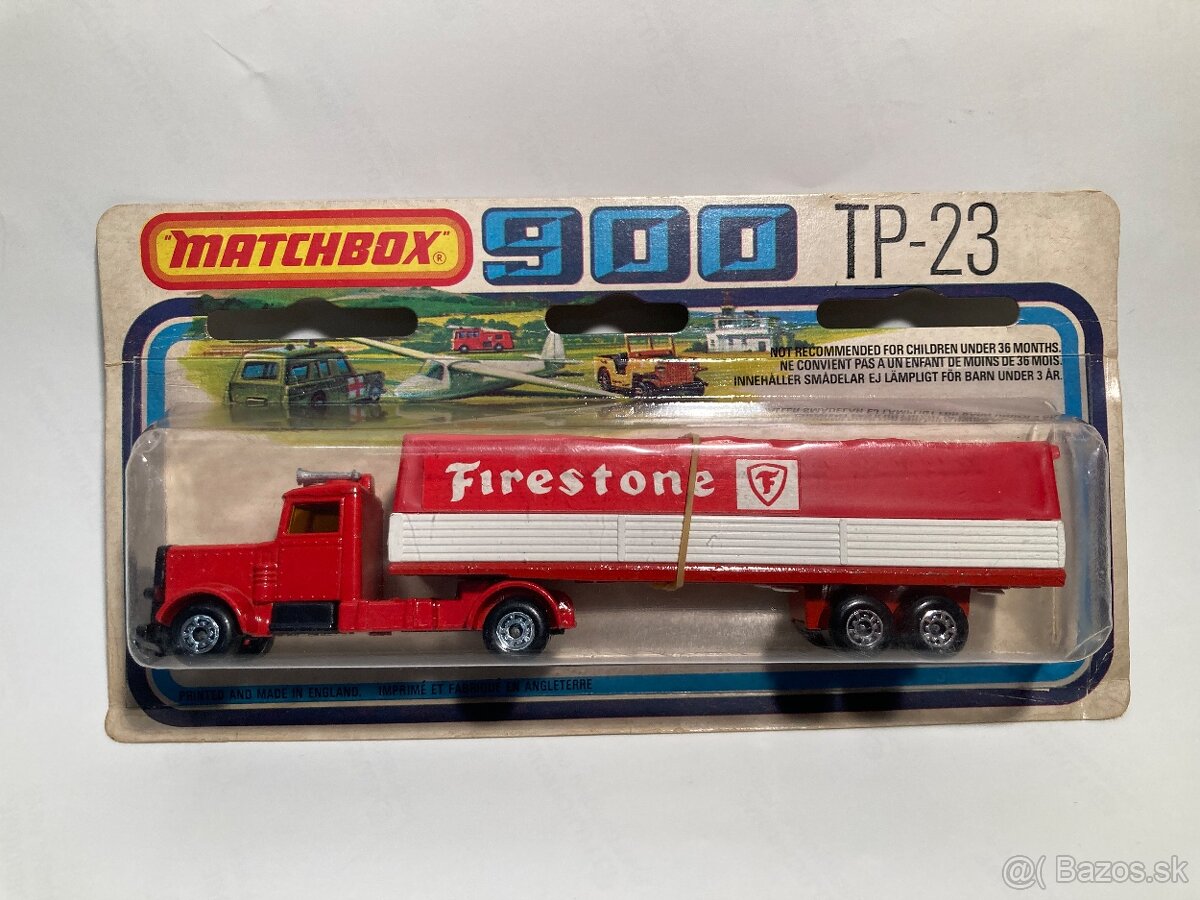 "MATCHBOX"® 900 TP-23
NOT RECOMMENDED FOR CHILDREN UNDER 36 MONTHS.
NE CONVIENT PAS A UN ENFANT DE MOINS DE 36 MOIS.
INNEHÅLLER SMÅDELAR EJ LÄMPLIGT FÖR BARN UNDER 3 ÅR.
Firestone F
PRINTED AND MADE IN ENGLAND. IMPRIMÉ ET FABRIQUÉ EN ANGLETERRE
@( Bazos.sk